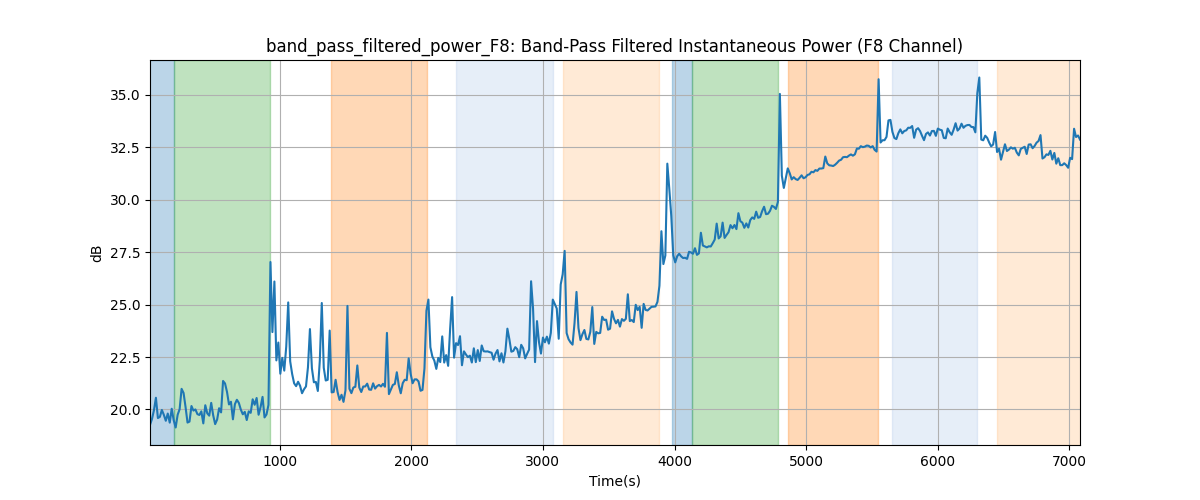 band_pass_filtered_power_F8: Band-Pass Filtered Instantaneous Power (F8 Channel)
dB
35.0
32.5
30.0
27.5
25.0
22.5
20.0
1000 2000 3000 4000 5000 6000 7000
Time(s)